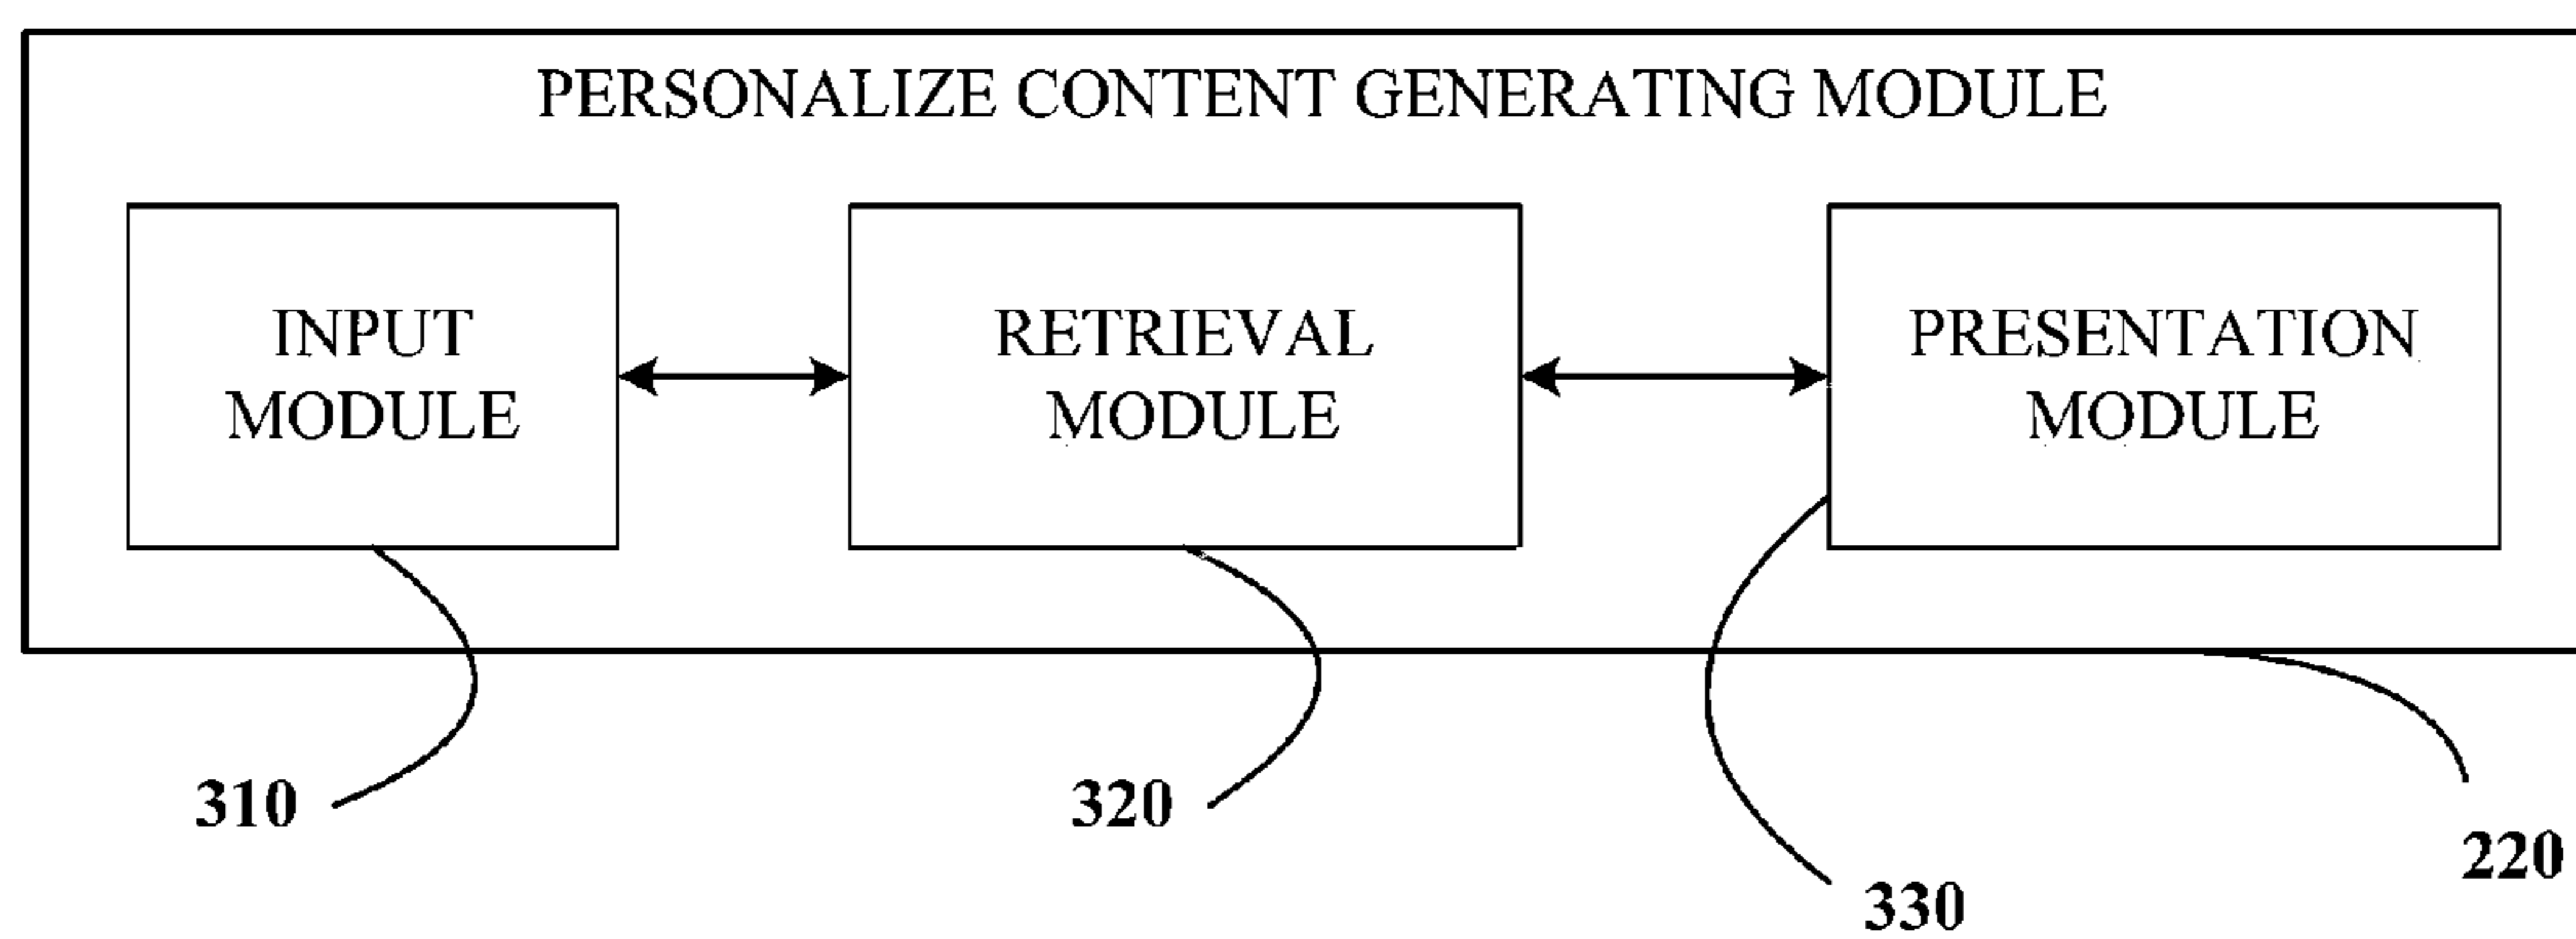 PERSONALIZE CONTENT GENERATING MODULE
INPUT
MODULE
RETRIEVAL
MODULE
PRESENTATION
MODULE
310
320
330
220